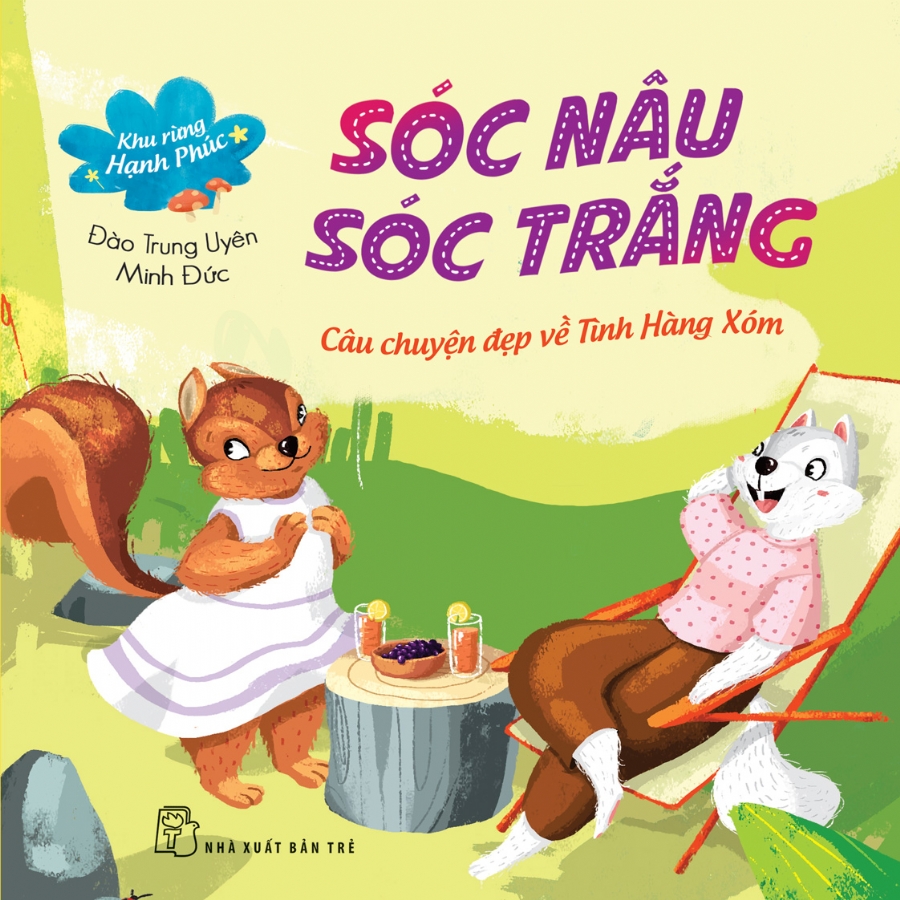 Khu rừng
Hạnh Phúc
Đào Trung Uyên
Minh Đức
SÓC NÂU
SÓC TRẮNG
Câu chuyện đẹp về Tình Hàng Xóm
NHÀ XUẤT BẢN TRẺ